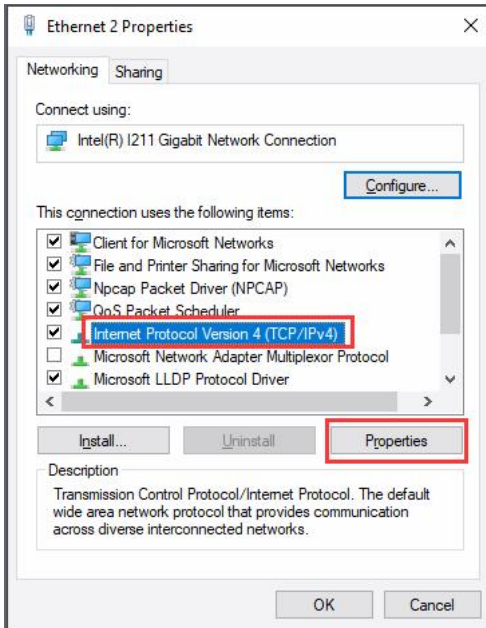 Ethernet 2 Properties
Networking
Sharing
Connect using:
Intel(R) I211 Gigabit Network Connection
Configure...
This connection uses the following items:
Client for Microsoft Networks
File and Printer Sharing for Microsoft Networks
Npcap Packet Driver (NPCAP)
QoS Packet Scheduler
Internet Protocol Version 4 (TCP/IPv4)
Microsoft Network Adapter Multiplexor Protocol
Microsoft LLDP Protocol Driver
Install...
Uninstall
Properties
Description
Transmission Control Protocol/Internet Protocol. The default
wide area network protocol that provides communication
across diverse interconnected networks.
OK
Cancel